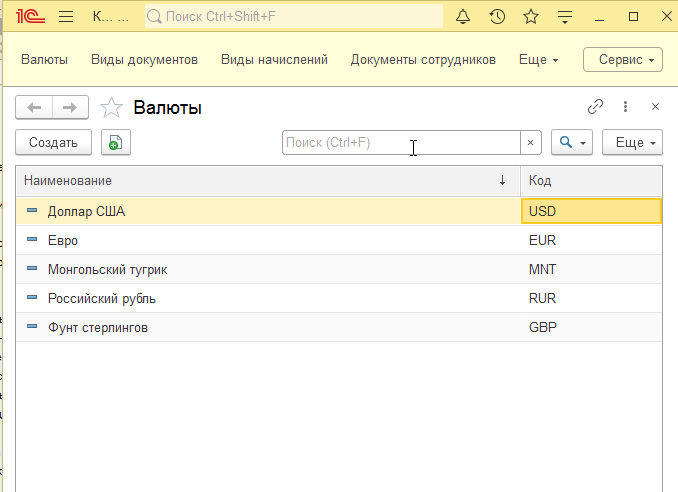 1С К... Поиск Ctrl+Shift+F
Валюты Виды документов Виды начислений Документы сотрудников Еще Сервис
Валюты
Создать Поиск (Ctrl+F) × Еще
Наименование ↓ Код
Доллар США USD
Евро EUR
Монгольский тугрик MNT
Российский рубль RUR
Фунт стерлингов GBP